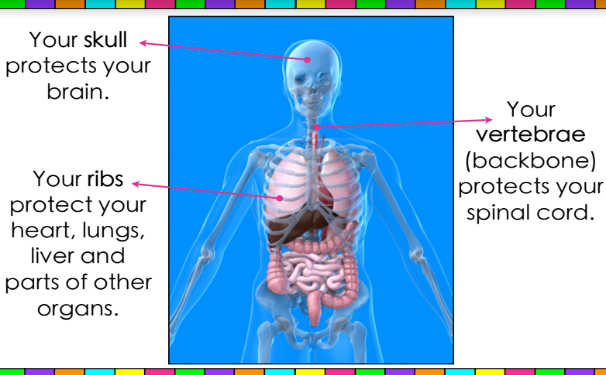 Your skull
protects your
brain.
Your ribs
protect your
heart, lungs,
liver and
parts of other
organs.
Your
vertebrae
(backbone)
protects your
spinal cord.